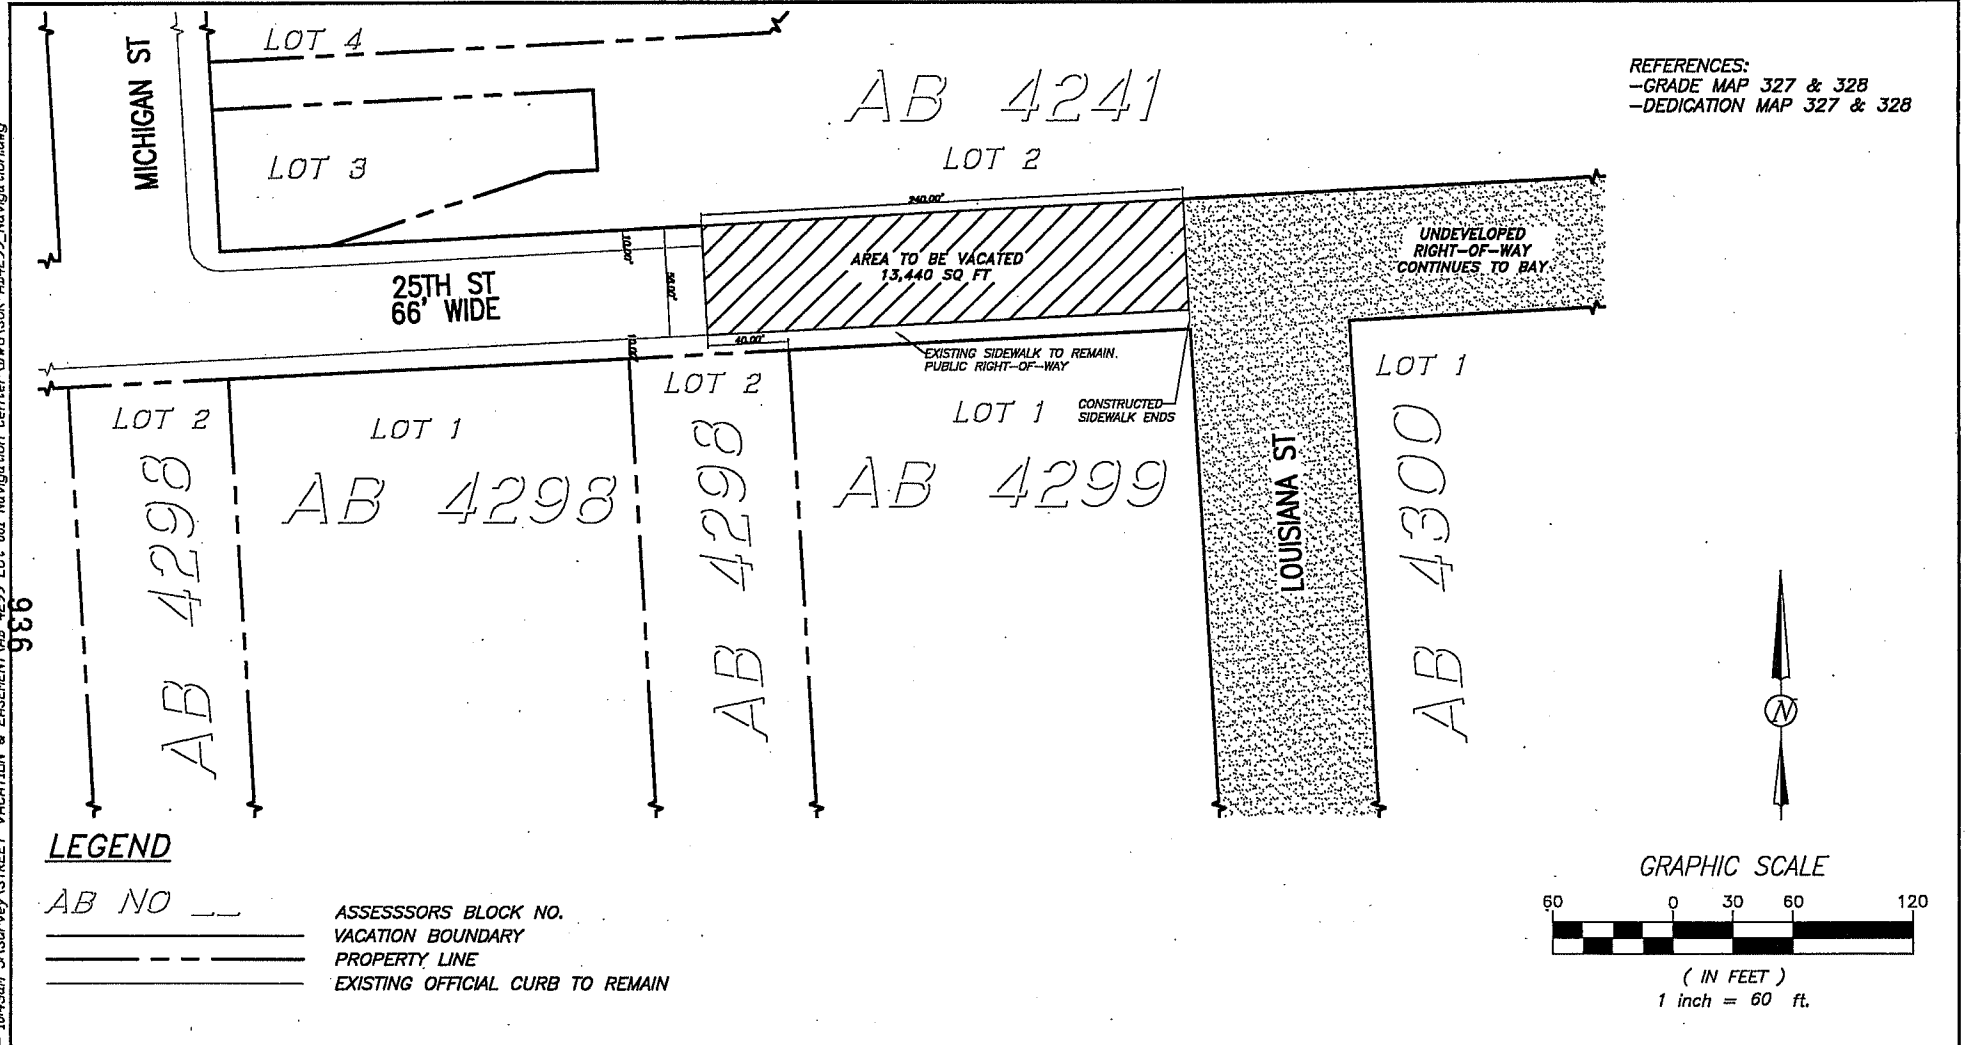 LOT 4
MICHIGAN ST
AB 4241
REFERENCES:
-GRADE MAP 327 & 328
-DEDICATION MAP 327 & 328
LOT 3
LOT 2
240.00'
10.00'
56.00'
25TH ST
66' WIDE
AREA TO BE VACATED
13,440 SQ FT
UNDEVELOPED
RIGHT-OF-WAY
CONTINUES TO BAY
10.00'
40.00'
EXISTING SIDEWALK TO REMAIN.
PUBLIC RIGHT-OF-WAY
CONSTRUCTED
SIDEWALK ENDS
LOT 2
LOT 1
LOT 2
LOT 1
LOT 1
AB 4298
AB 4298
AB 4298
AB 4299
LOUISIANA ST
AB 4300
936
N
LEGEND
AB NO __
ASSESSSORS BLOCK NO.
VACATION BOUNDARY
PROPERTY LINE
EXISTING OFFICIAL CURB TO REMAIN
GRAPHIC SCALE
60 0 30 60 120
( IN FEET )
1 inch = 60 ft.